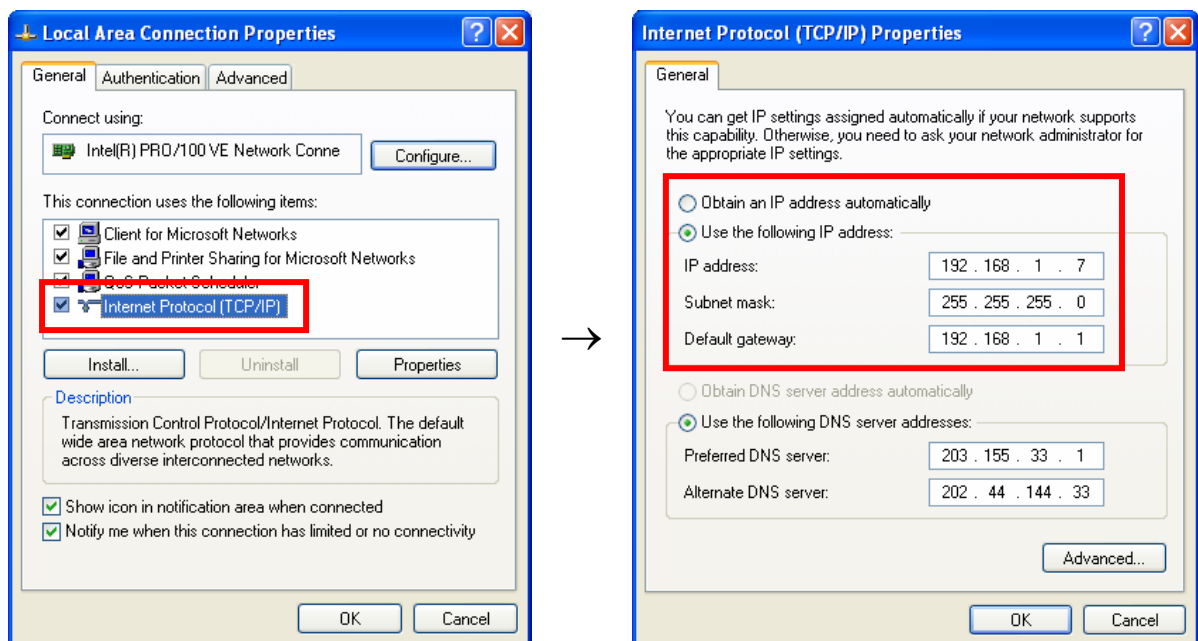 Local Area Connection Properties
General Authentication Advanced
Connect using:
Intel(R) PRO/100 VE Network Conne
Configure...
This connection uses the following items:
Client for Microsoft Networks
File and Printer Sharing for Microsoft Networks
QoS Packet Scheduler
Internet Protocol (TCP/IP)
Install... Uninstall Properties
Description
Transmission Control Protocol/Internet Protocol. The default
wide area network protocol that provides communication
across diverse interconnected networks.
Show icon in notification area when connected
Notify me when this connection has limited or no connectivity
OK Cancel
→
Internet Protocol (TCP/IP) Properties
General
You can get IP settings assigned automatically if your network supports
this capability. Otherwise, you need to ask your network administrator for
the appropriate IP settings.
Obtain an IP address automatically
Use the following IP address:
IP address: 192 . 168 . 1 . 7
Subnet mask: 255 . 255 . 255 . 0
Default gateway: 192 . 168 . 1 . 1
Obtain DNS server address automatically
Use the following DNS server addresses:
Preferred DNS server: 203 . 155 . 33 . 1
Alternate DNS server: 202 . 44 . 144 . 33
Advanced...
OK Cancel